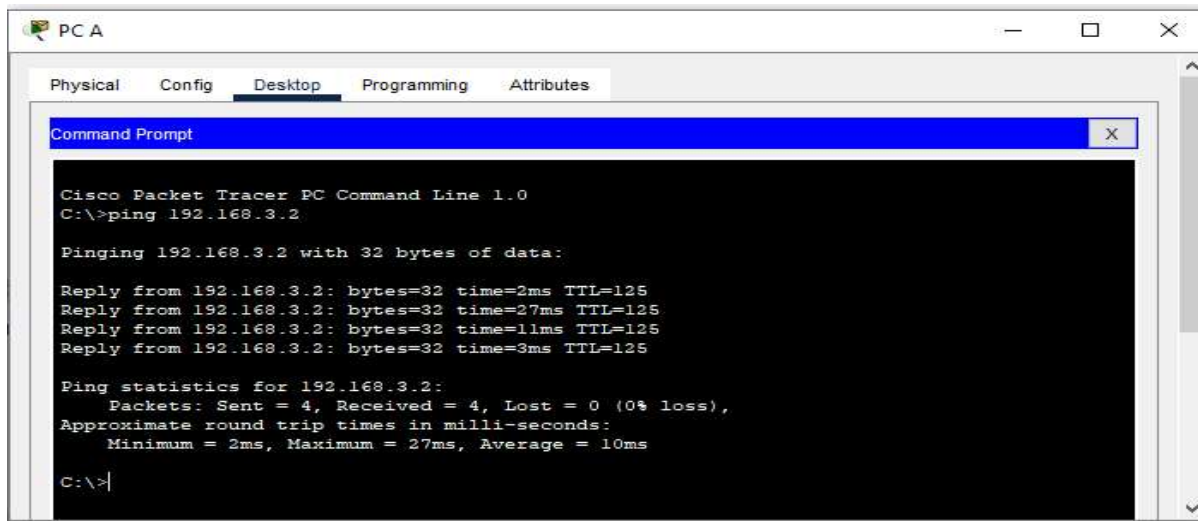 PC A
Physical Config Desktop Programming Attributes
Command Prompt
X
Cisco Packet Tracer PC Command Line 1.0
C:\>ping 192.168.3.2
Pinging 192.168.3.2 with 32 bytes of data:
Reply from 192.168.3.2: bytes=32 time=2ms TTL=125
Reply from 192.168.3.2: bytes=32 time=27ms TTL=125
Reply from 192.168.3.2: bytes=32 time=11ms TTL=125
Reply from 192.168.3.2: bytes=32 time=3ms TTL=125
Ping statistics for 192.168.3.2:
Packets: Sent = 4, Received = 4, Lost = 0 (0% loss),
Approximate round trip times in milli-seconds:
Minimum = 2ms, Maximum = 27ms, Average = 10ms
C:\>